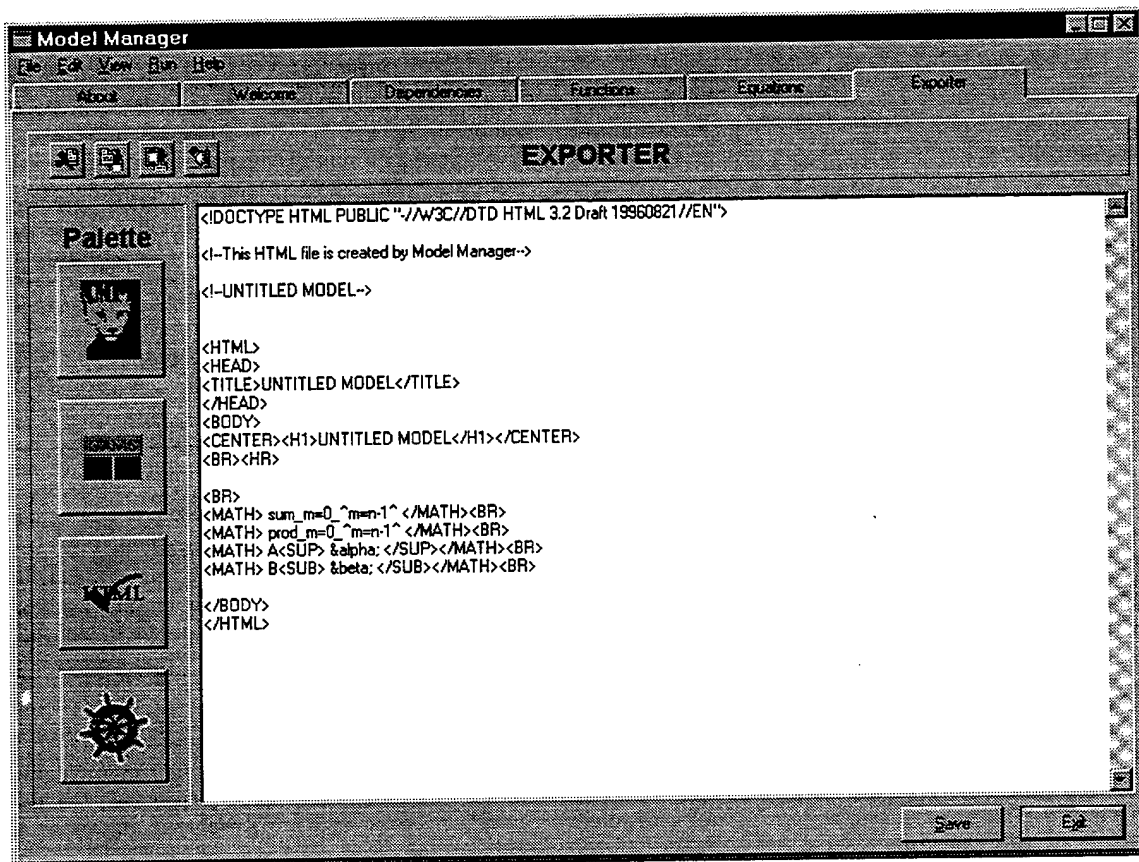 Model Manager
File Edit View Run Help
About Welcome Dependencies Functions Equations Exporter
EXPORTER
Palette
<!DOCTYPE HTML PUBLIC "-//W3C//DTD HTML 3.2 Draft 19960821//EN">
<!--This HTML file is created by Model Manager-->
<!--UNTITLED MODEL-->
<HTML>
<HEAD>
<TITLE>UNTITLED MODEL</TITLE>
</HEAD>
<BODY>
<CENTER><H1>UNTITLED MODEL</H1></CENTER>
<BR><HR>
<BR>
<MATH> sum_m=0_^m=n-1^ </MATH><BR>
<MATH> prod_m=0_^m=n-1^ </MATH><BR>
<MATH> A<SUP> &alpha; </SUP></MATH><BR>
<MATH> B<SUB> &beta; </SUB></MATH><BR>
</BODY>
</HTML>
HTML
Save Exit